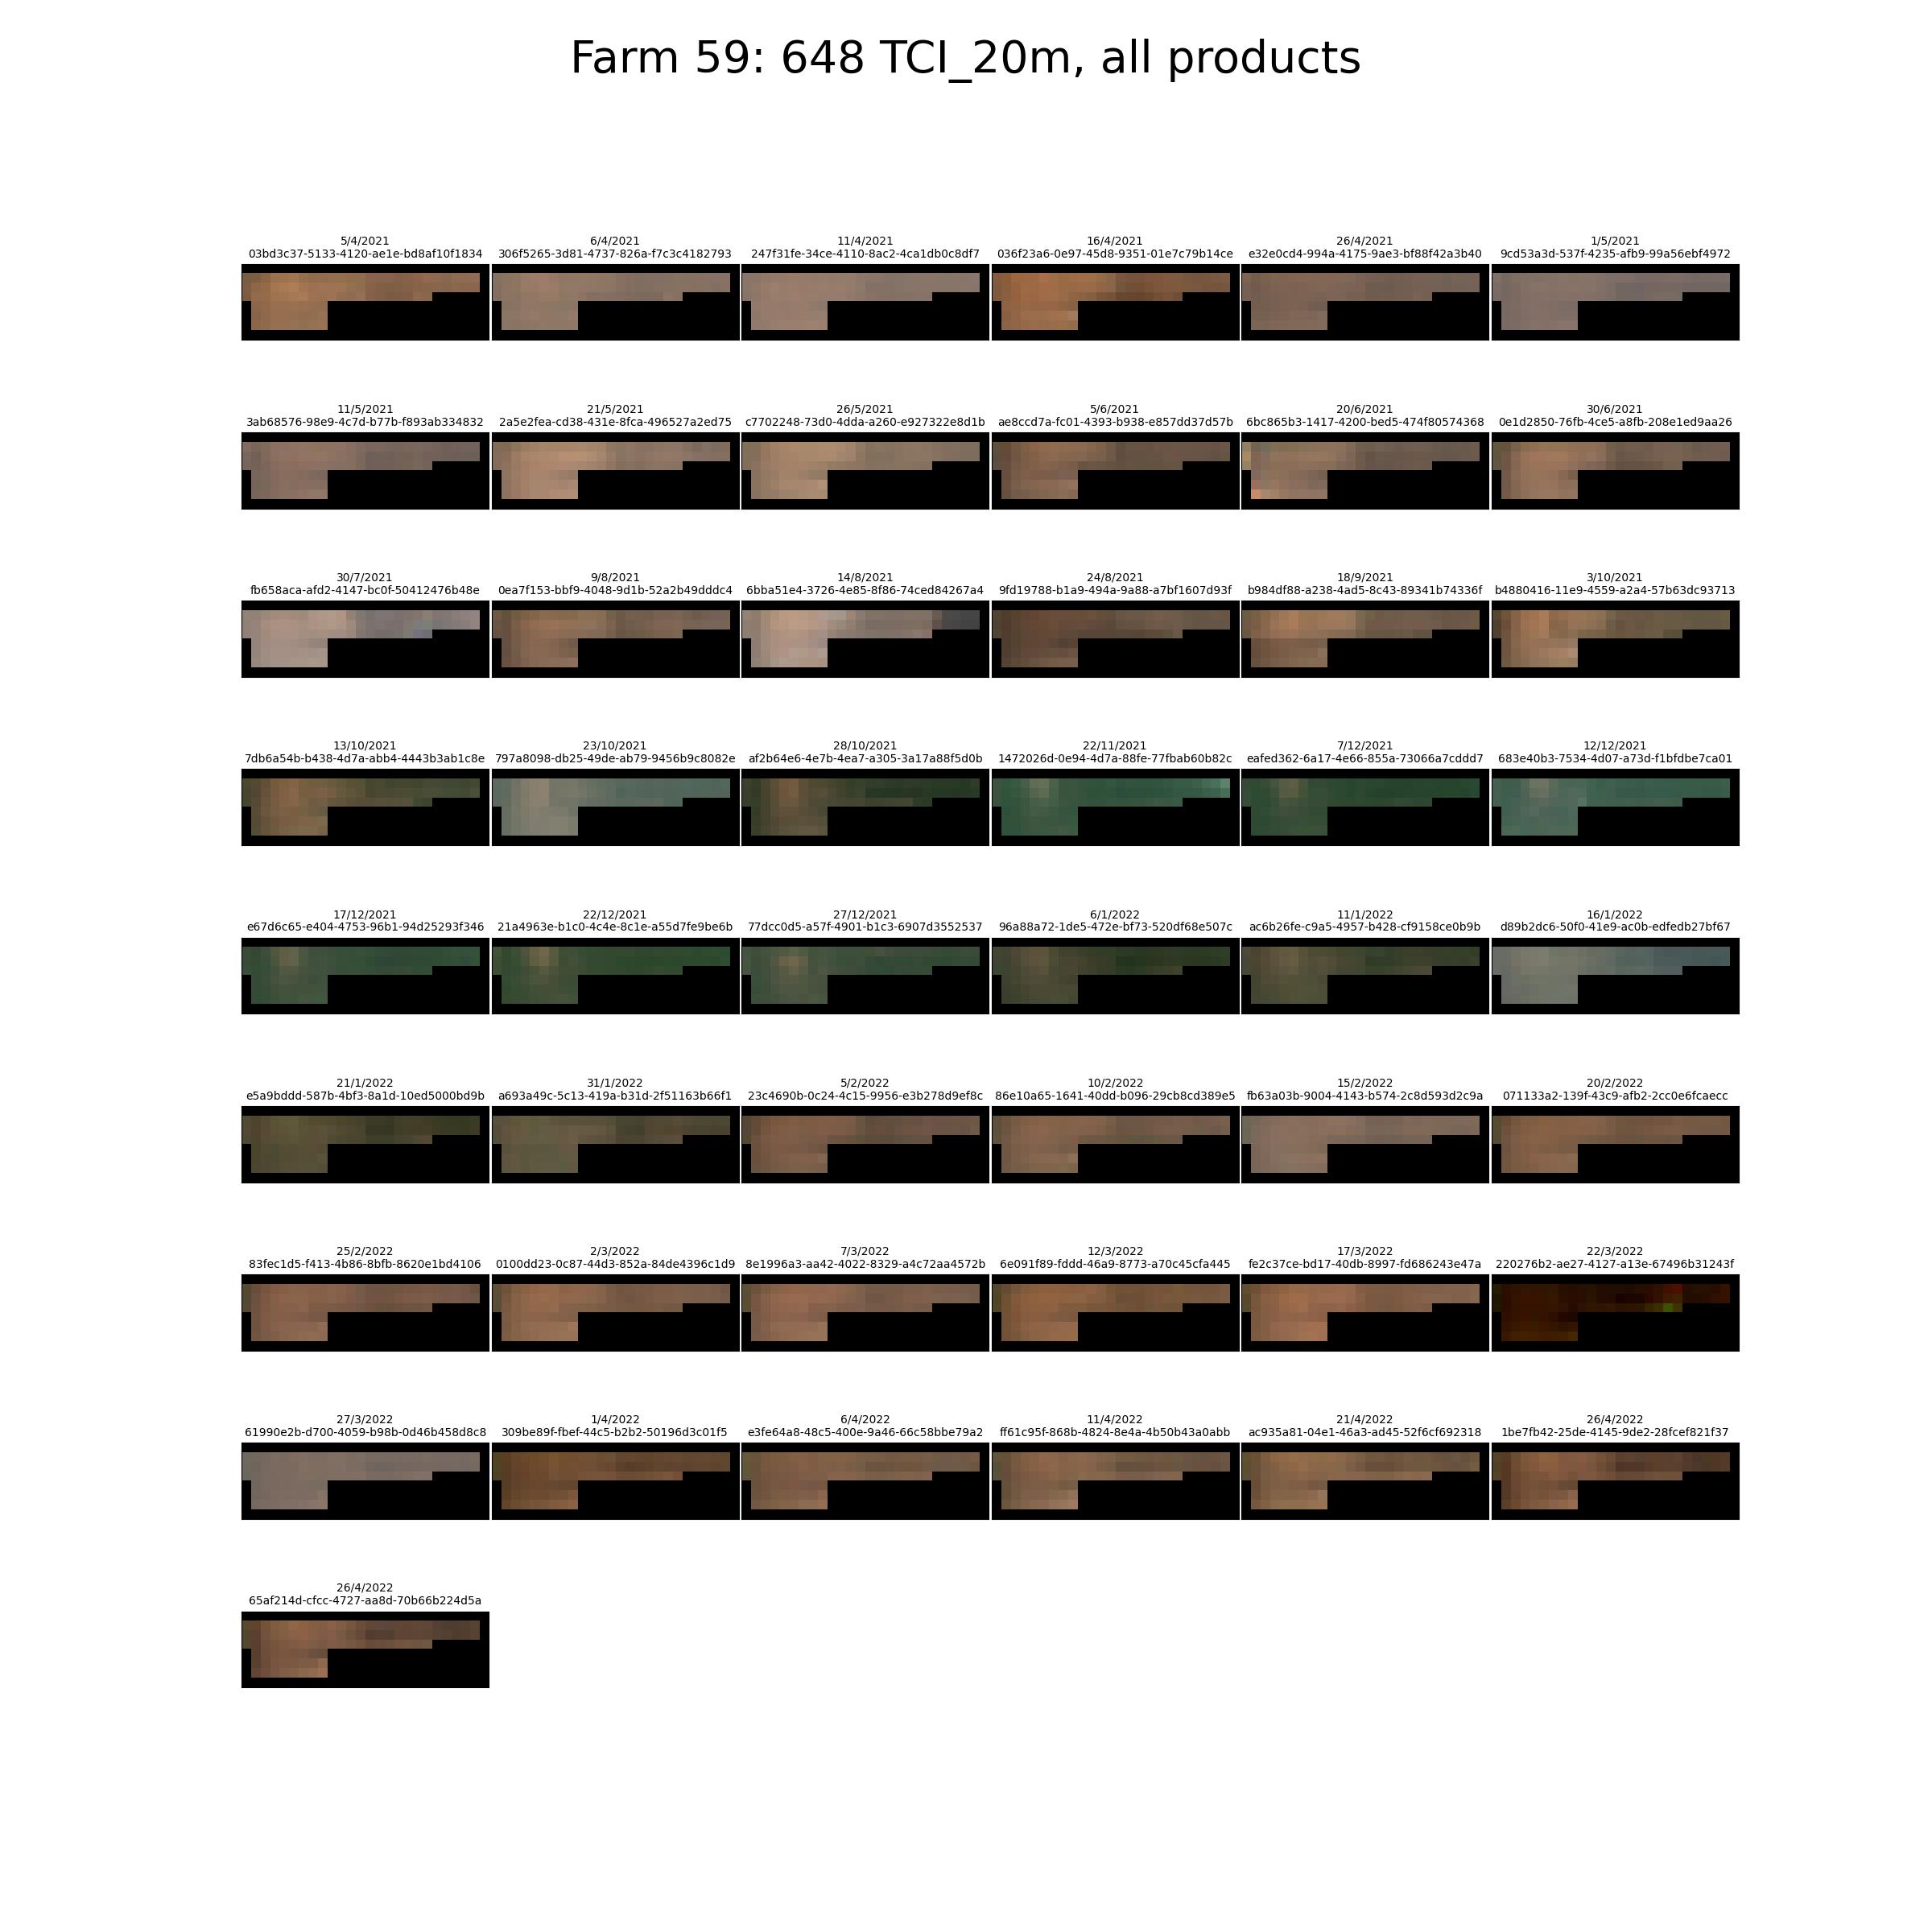 Farm 59: 648 TCI_20m, all products
5/4/2021
03bd3c37-5133-4120-ae1e-bd8af10f1834
6/4/2021
306f5265-3d81-4737-826a-f7c3c4182793
11/4/2021
247f31fe-34ce-4110-8ac2-4ca1db0c8df7
16/4/2021
036f23a6-0e97-45d8-9351-01e7c79b14ce
26/4/2021
e32e0cd4-994a-4175-9ae3-bf88f42a3b40
1/5/2021
9cd53a3d-537f-4235-afb9-99a56ebf4972
11/5/2021
3ab68576-98e9-4c7d-b77b-f893ab334832
21/5/2021
2a5e2fea-cd38-431e-8fca-496527a2ed75
26/5/2021
c7702248-73d0-4dda-a260-e927322e8d1b
5/6/2021
ae8ccd7a-fc01-4393-b938-e857dd37d57b
20/6/2021
6bc865b3-1417-4200-bed5-474f80574368
30/6/2021
0e1d2850-76fb-4ce5-a8fb-208e1ed9aa26
30/7/2021
fb658aca-afd2-4147-bc0f-50412476b48e
9/8/2021
0ea7f153-bbf9-4048-9d1b-52a2b49dddc4
14/8/2021
6bba51e4-3726-4e85-8f86-74ced84267a4
24/8/2021
9fd19788-b1a9-494a-9a88-a7bf1607d93f
18/9/2021
b984df88-a238-4ad5-8c43-89341b74336f
3/10/2021
b4880416-11e9-4559-a2a4-57b63dc93713
13/10/2021
7db6a54b-b438-4d7a-abb4-4443b3ab1c8e
23/10/2021
797a8098-db25-49de-ab79-9456b9c8082e
28/10/2021
af2b64e6-4e7b-4ea7-a305-3a17a88f5d0b
22/11/2021
1472026d-0e94-4d7a-88fe-77fbab60b82c
7/12/2021
eafed362-6a17-4e66-855a-73066a7cddd7
12/12/2021
683e40b3-7534-4d07-a73d-f1bfdbe7ca01
17/12/2021
e67d6c65-e404-4753-96b1-94d25293f346
22/12/2021
21a4963e-b1c0-4c4e-8c1e-a55d7fe9be6b
27/12/2021
77dcc0d5-a57f-4901-b1c3-6907d3552537
6/1/2022
96a88a72-1de5-472e-bf73-520df68e507c
11/1/2022
ac6b26fe-c9a5-4957-b428-cf9158ce0b9b
16/1/2022
d89b2dc6-50f0-41e9-ac0b-edfedb27bf67
21/1/2022
e5a9bddd-587b-4bf3-8a1d-10ed5000bd9b
31/1/2022
a693a49c-5c13-419a-b31d-2f51163b66f1
5/2/2022
23c4690b-0c24-4c15-9956-e3b278d9ef8c
10/2/2022
86e10a65-1641-40dd-b096-29cb8cd389e5
15/2/2022
fb63a03b-9004-4143-b574-2c8d593d2c9a
20/2/2022
071133a2-139f-43c9-afb2-2cc0e6fcaecc
25/2/2022
83fec1d5-f413-4b86-8bfb-8620e1bd4106
2/3/2022
0100dd23-0c87-44d3-852a-84de4396c1d9
7/3/2022
8e1996a3-aa42-4022-8329-a4c72aa4572b
12/3/2022
6e091f89-fddd-46a9-8773-a70c45cfa445
17/3/2022
fe2c37ce-bd17-40db-8997-fd686243e47a
22/3/2022
220276b2-ae27-4127-a13e-67496b31243f
27/3/2022
61990e2b-d700-4059-b98b-0d46b458d8c8
1/4/2022
309be89f-fbef-44c5-b2b2-50196d3c01f5
6/4/2022
e3fe64a8-48c5-400e-9a46-66c58bbe79a2
11/4/2022
ff61c95f-868b-4824-8e4a-4b50b43a0abb
21/4/2022
ac935a81-04e1-46a3-ad45-52f6cf692318
26/4/2022
1be7fb42-25de-4145-9de2-28fcef821f37
26/4/2022
65af214d-cfcc-4727-aa8d-70b66b224d5a